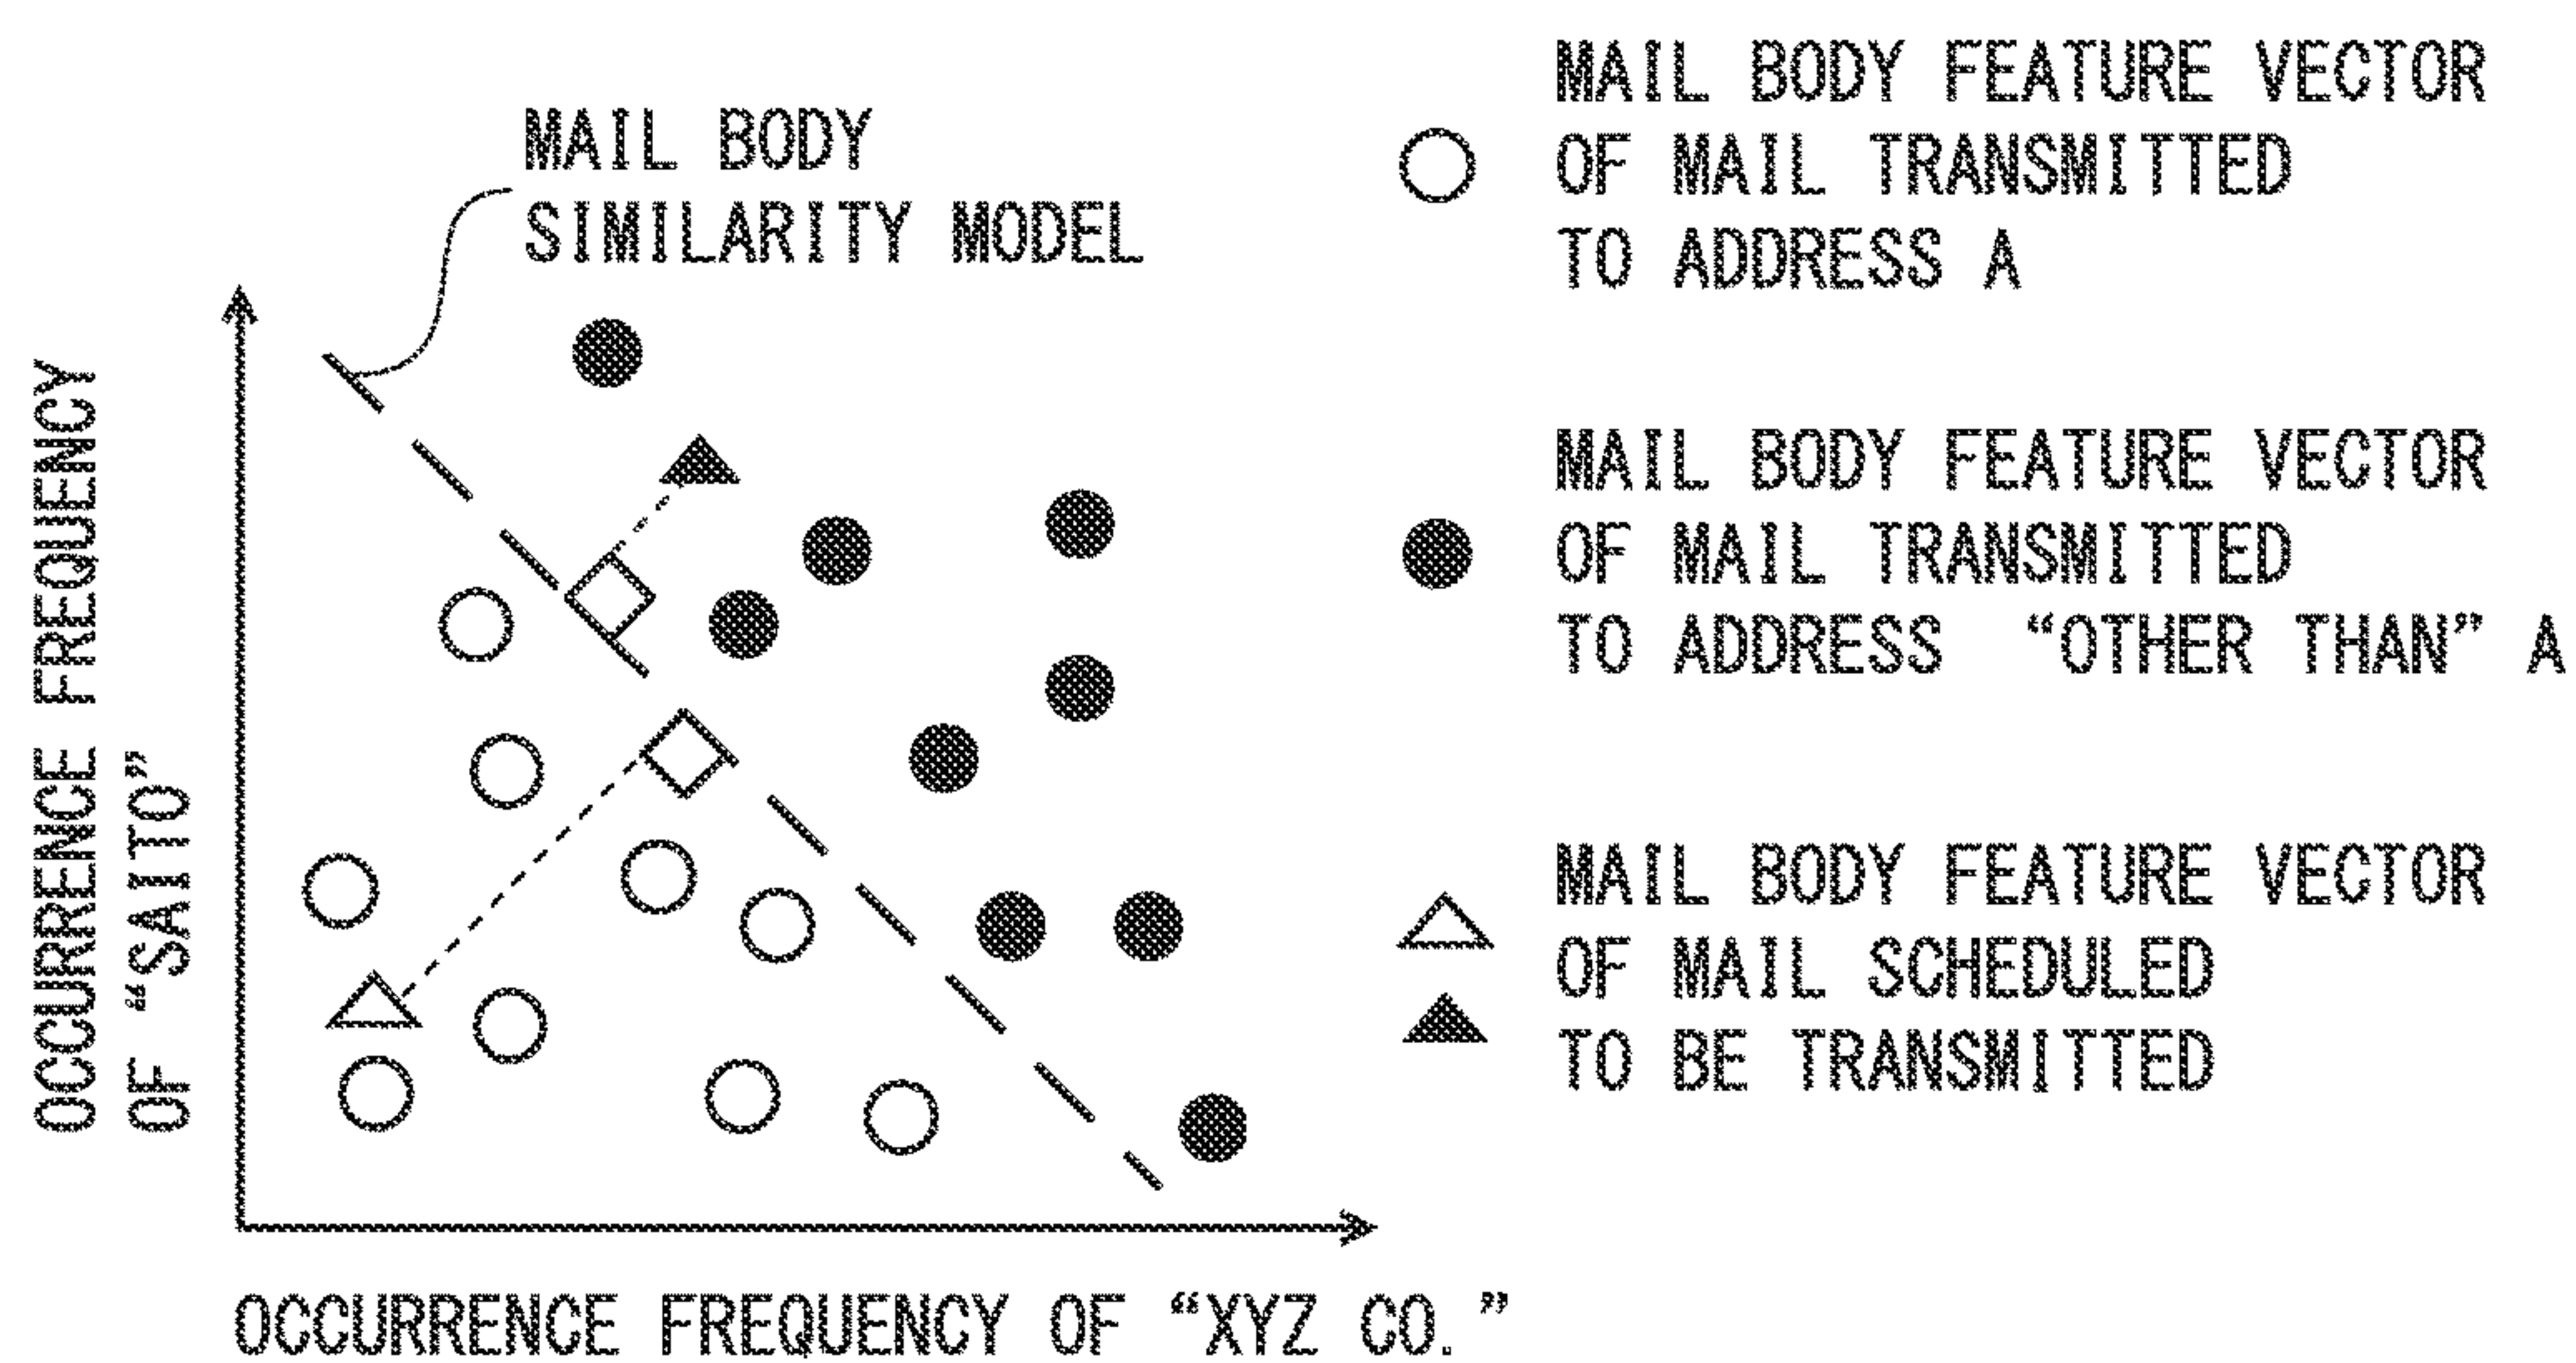 MAIL BODY
SIMILARITY MODEL
OCCURRENCE FREQUENCY
OF “SAITO”
OCCURRENCE FREQUENCY OF “XYZ CO.”
MAIL BODY FEATURE VECTOR
OF MAIL TRANSMITTED
TO ADDRESS A
MAIL BODY FEATURE VECTOR
OF MAIL TRANSMITTED
TO ADDRESS “OTHER THAN” A
MAIL BODY FEATURE VECTOR
OF MAIL SCHEDULED
TO BE TRANSMITTED